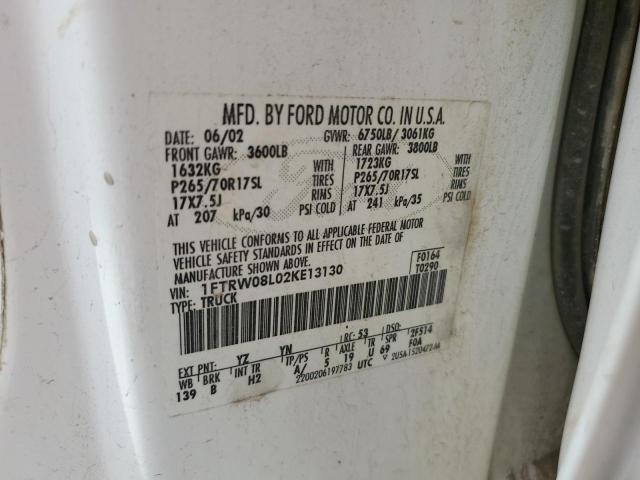 MFD. BY FORD MOTOR CO. IN U.S.A.
DATE: 06/02 GVWR: 6750LB/ 3061KG
FRONT GAWR: 3600LB REAR GAWR: 3800LB
1632KG WITH 1723KG WITH
P265/70R17SL TIRES P265/70R17SL TIRES
17X7.5J RIMS 17X7.5J RIMS
AT 207 kPa/30 PSI COLD AT 241 kPa/35 PSI COLD
THIS VEHICLE CONFORMS TO ALL APPLICABLE FEDERAL MOTOR
VEHICLE SAFETY STANDARDS IN EFFECT ON THE DATE OF
MANUFACTURE SHOWN ABOVE.
VIN: 1FTRW08L02KE13130 F0164
TYPE: TRUCK T0290
RC: 53 DSO:
EXT PNT: YZ YN 2F514
WB BRK INT TR TP/PS R AXLE TR SPR F0A
139 B H2 A/ 5 19 U 69
2200206197783 UTC 2USA1520472AA